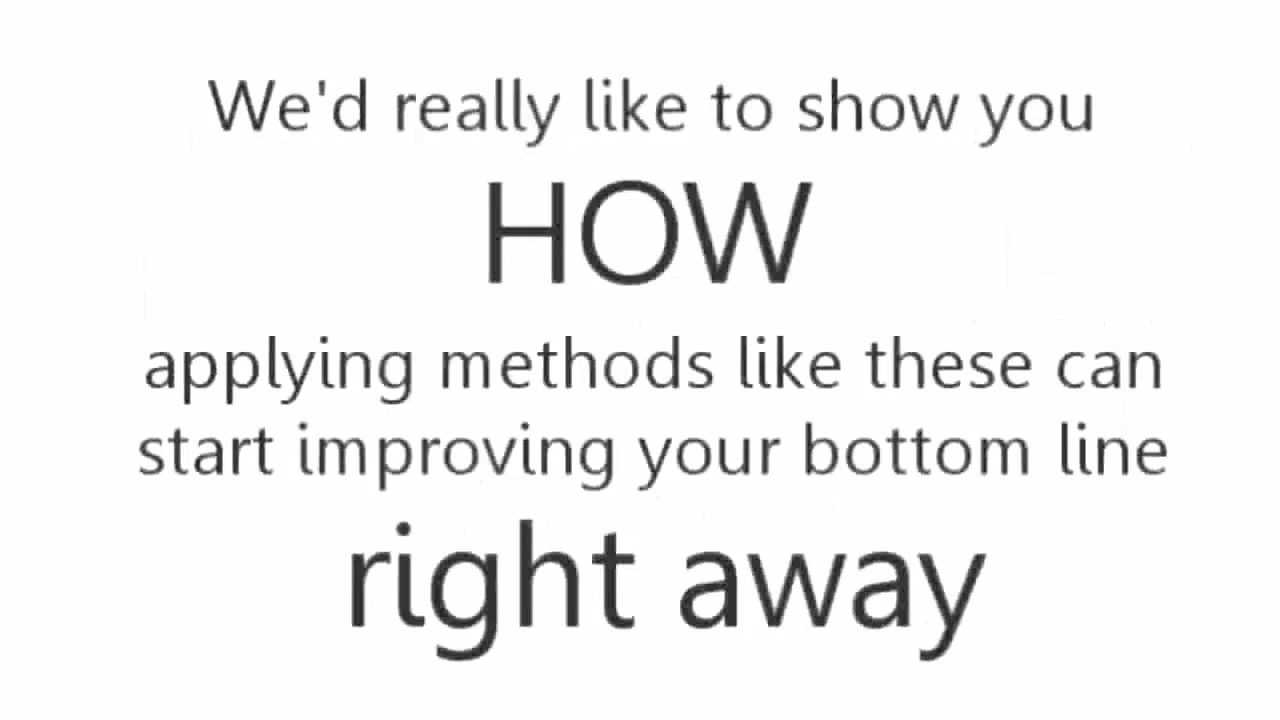 We'd really like to show you
HOW
applying methods like these can
start improving your bottom line
right away